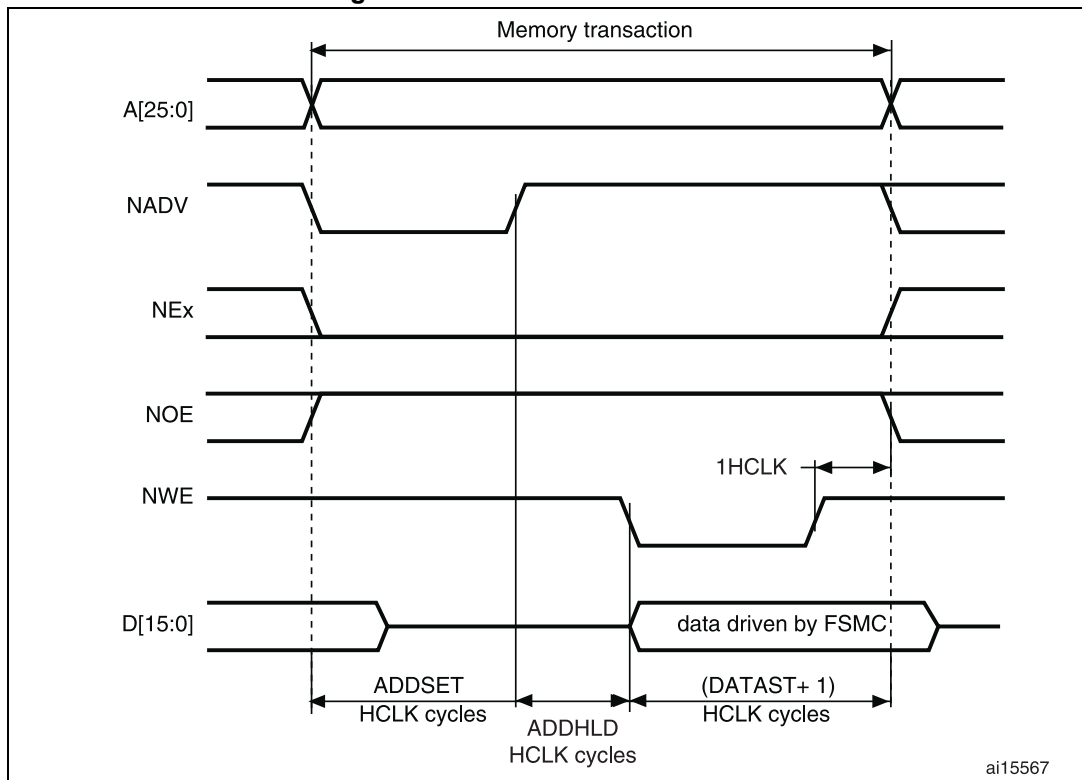 g
Memory transaction
A[25:0]
NADV
NEx
NOE
1HCLK
NWE
D[15:0]
data driven by FSMC
ADDSET
HCLK cycles
ADDHLD
HCLK cycles
(DATAST+ 1)
HCLK cycles
ai15567